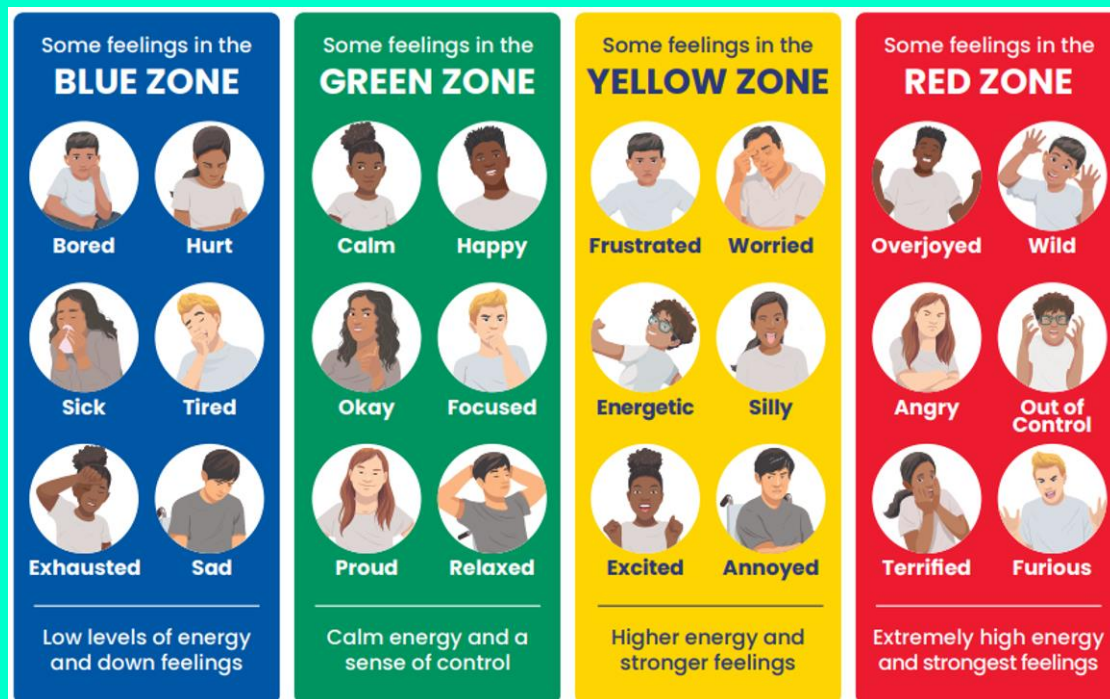 Some feelings in the
BLUE ZONE
Bored Hurt
Sick Tired
Exhausted Sad
Low levels of energy
and down feelings
Some feelings in the
GREEN ZONE
Calm Happy
Okay Focused
Proud Relaxed
Calm energy and a
sense of control
Some feelings in the
YELLOW ZONE
Frustrated Worried
Energetic Silly
Excited Annoyed
Higher energy and
stronger feelings
Some feelings in the
RED ZONE
Overjoyed Wild
Angry Out of
Control
Terrified Furious
Extremely high energy
and strongest feelings